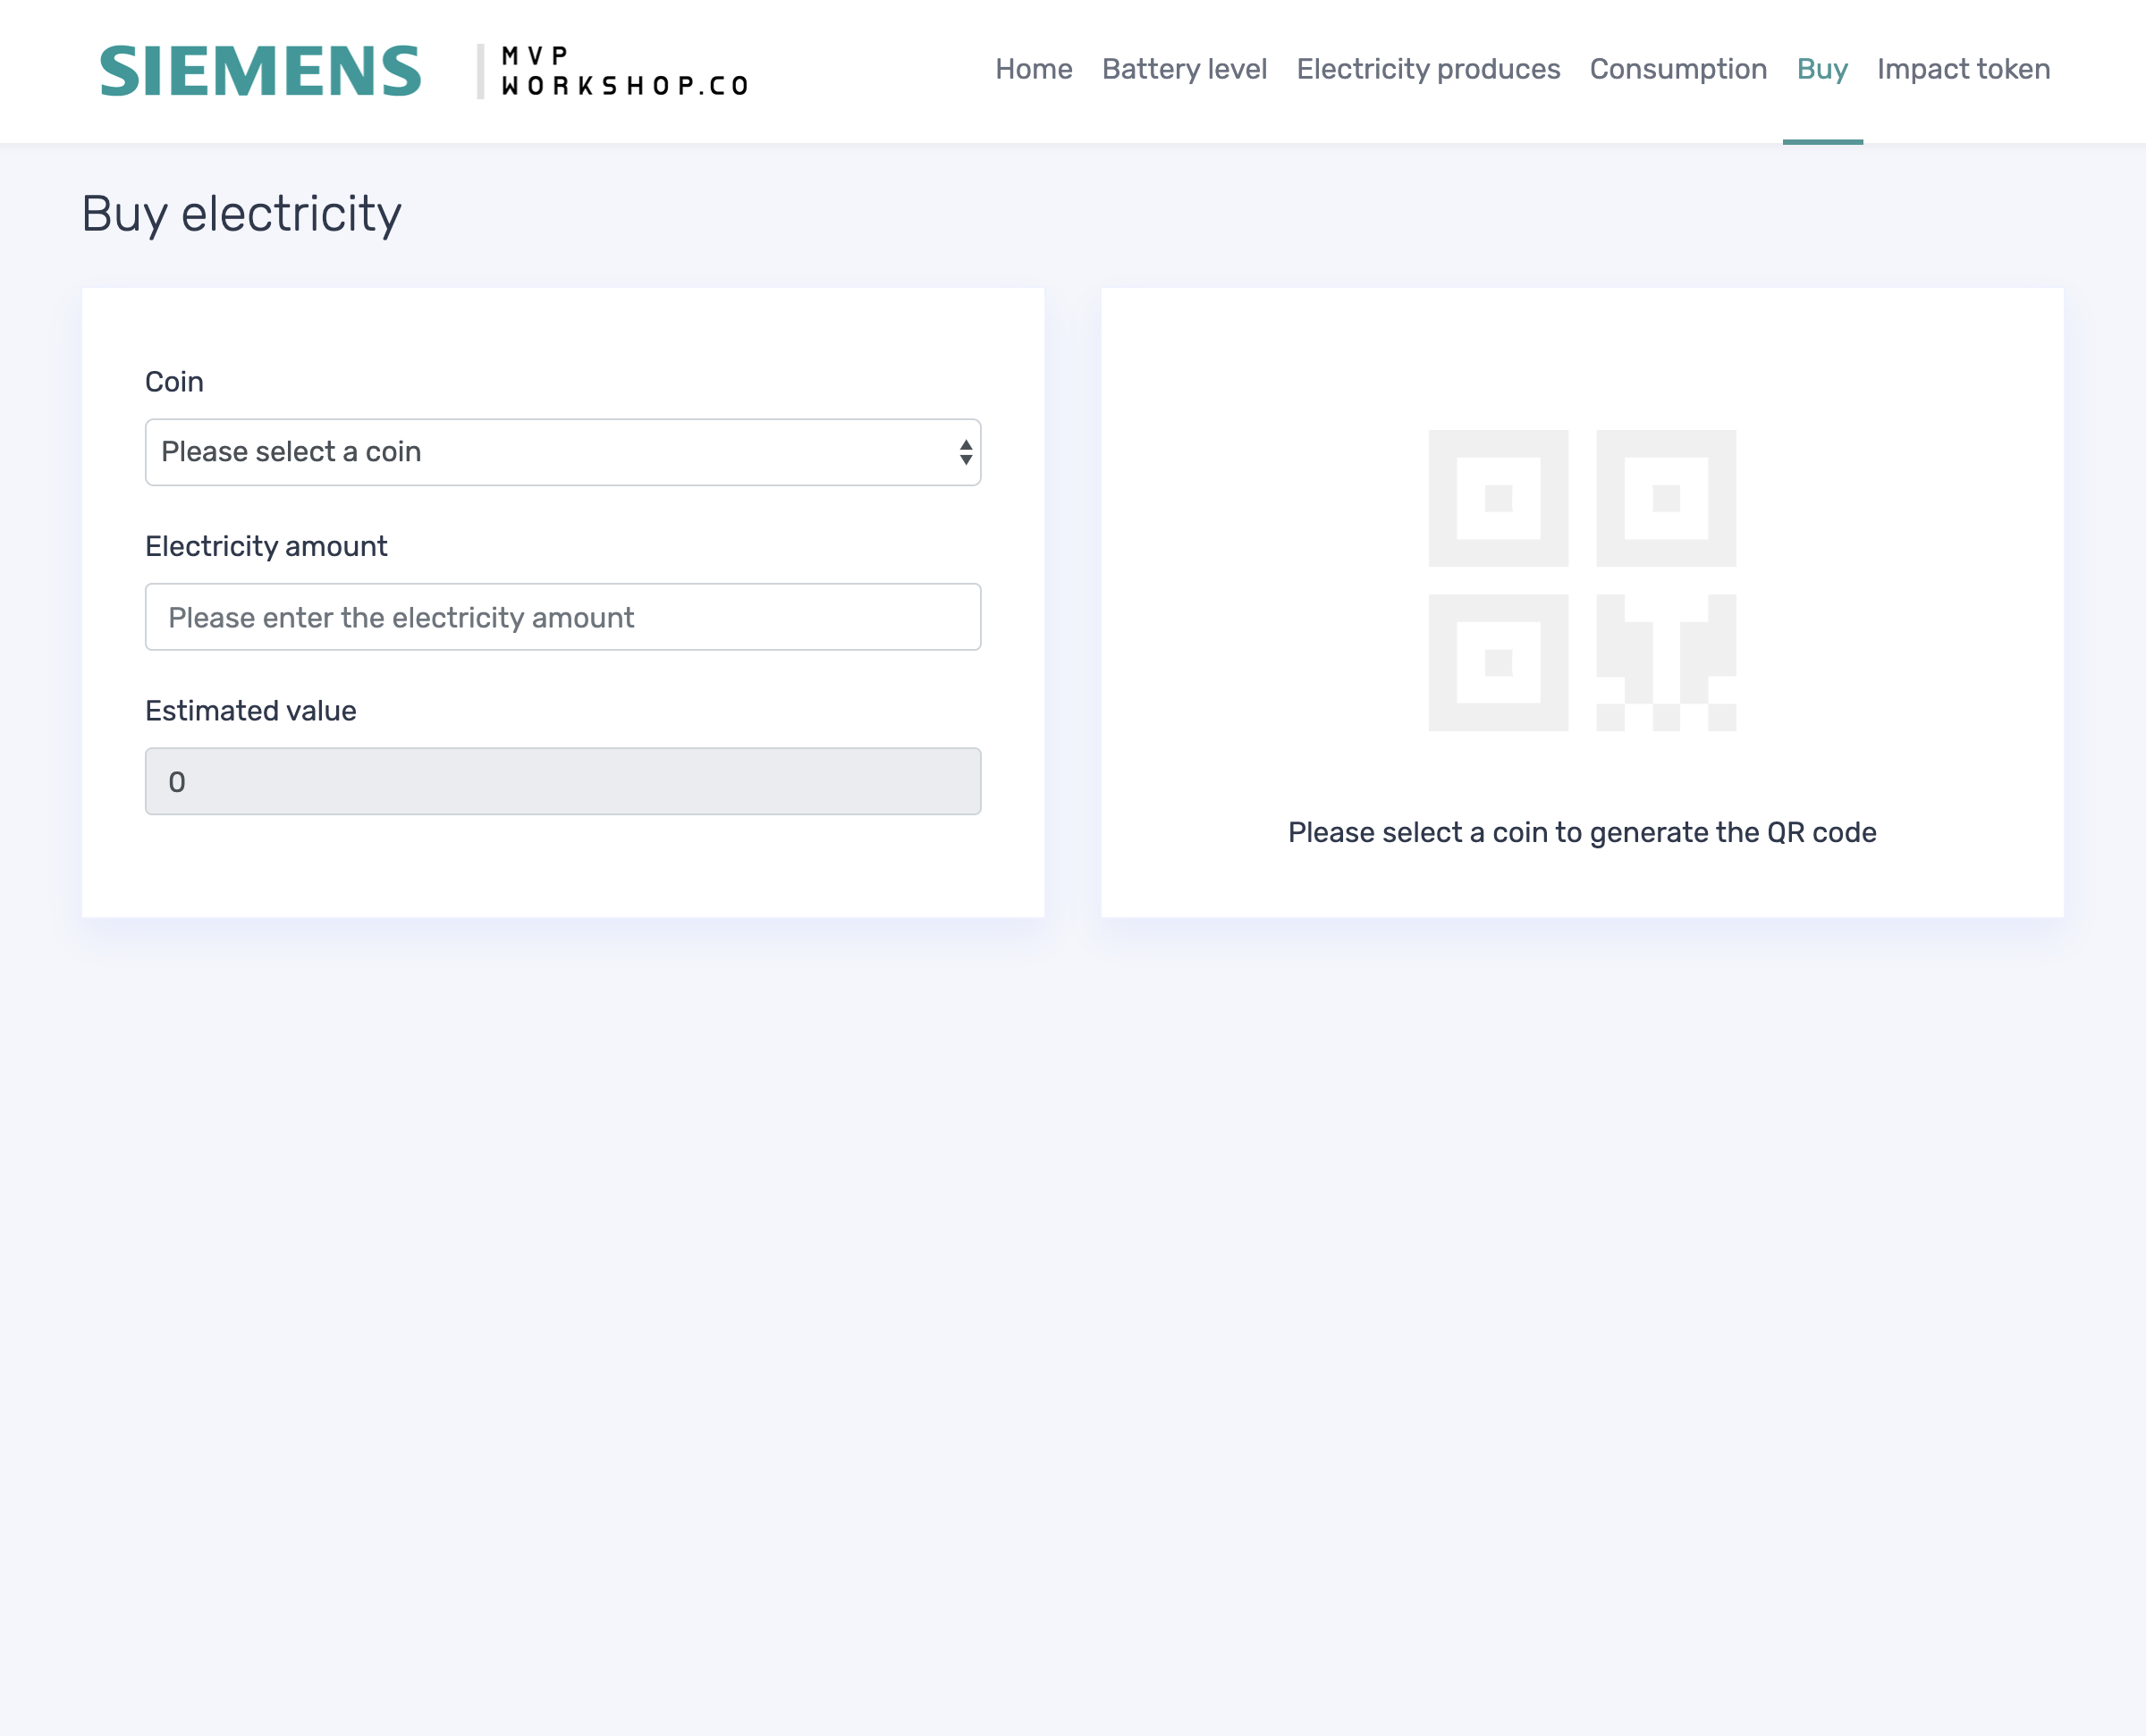 SIEMENS
MVP
WORKSHOP.CO
Home Battery level Electricity produces Consumption Buy Impact token
Buy electricity
Coin
Please select a coin
Electricity amount
Please enter the electricity amount
Estimated value
0
Please select a coin to generate the QR code